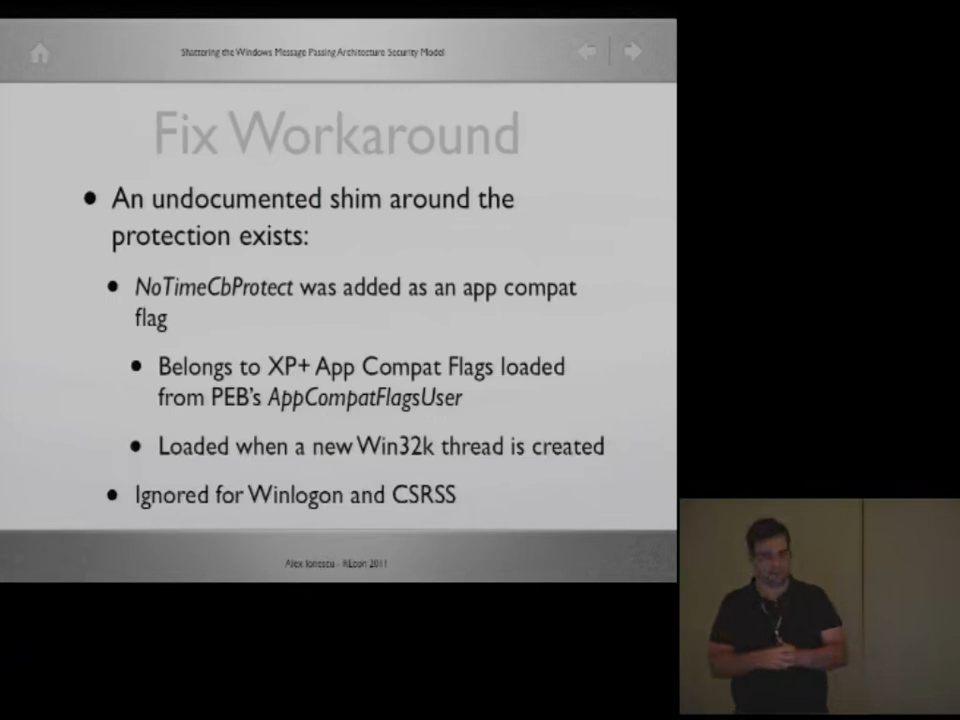 Shattering the Windows Message Passing Architecture Security Model
Fix Workaround
• An undocumented shim around the
protection exists:
• NoTimeCbProtect was added as an app compat
flag
• Belongs to XP+ App Compat Flags loaded
from PEB's AppCompatFlagsUser
• Loaded when a new Win32k thread is created
• Ignored for Winlogon and CSRSS
Alex Ionescu - REcon 2011